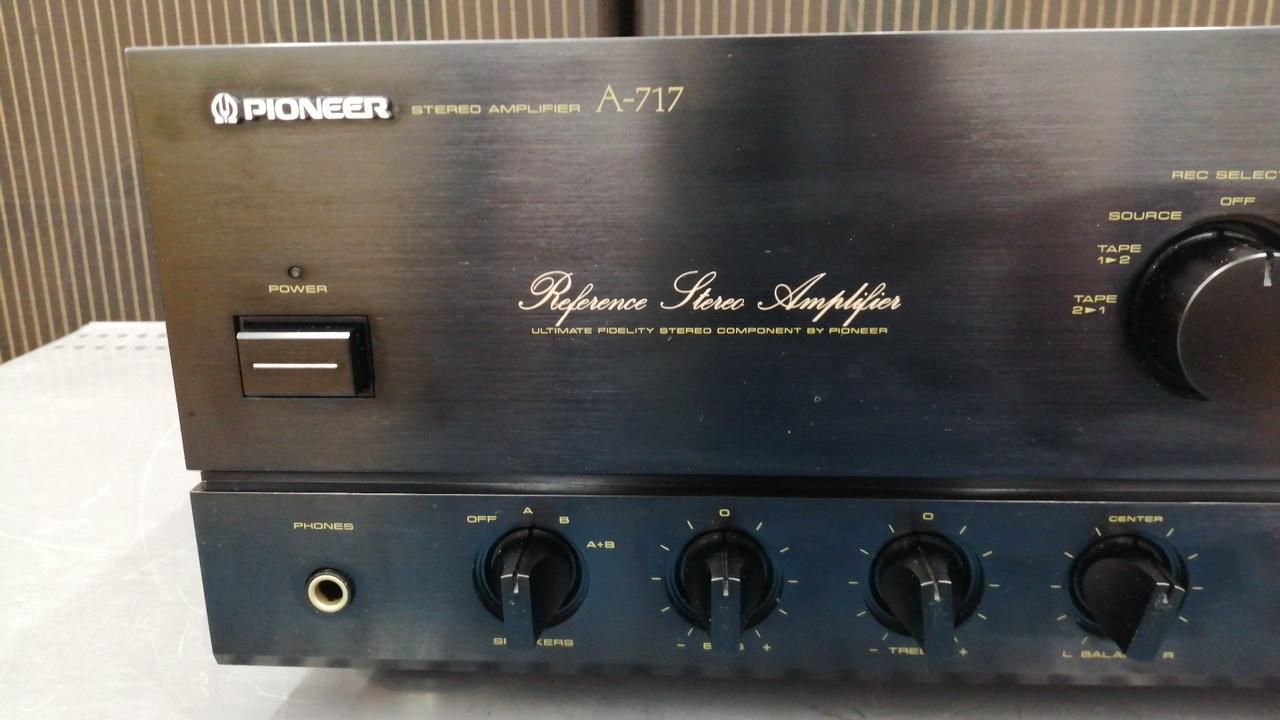 PIONEER STEREO AMPLIFIER A-717
REC SELECT
OFF
SOURCE
TAPE
1►2
TAPE
2►1
POWER
Reference Stereo Amplifier
ULTIMATE FIDELITY STEREO COMPONENT BY PIONEER
PHONES
OFF A B A+B
0
0
CENTER
- +
- +
L R